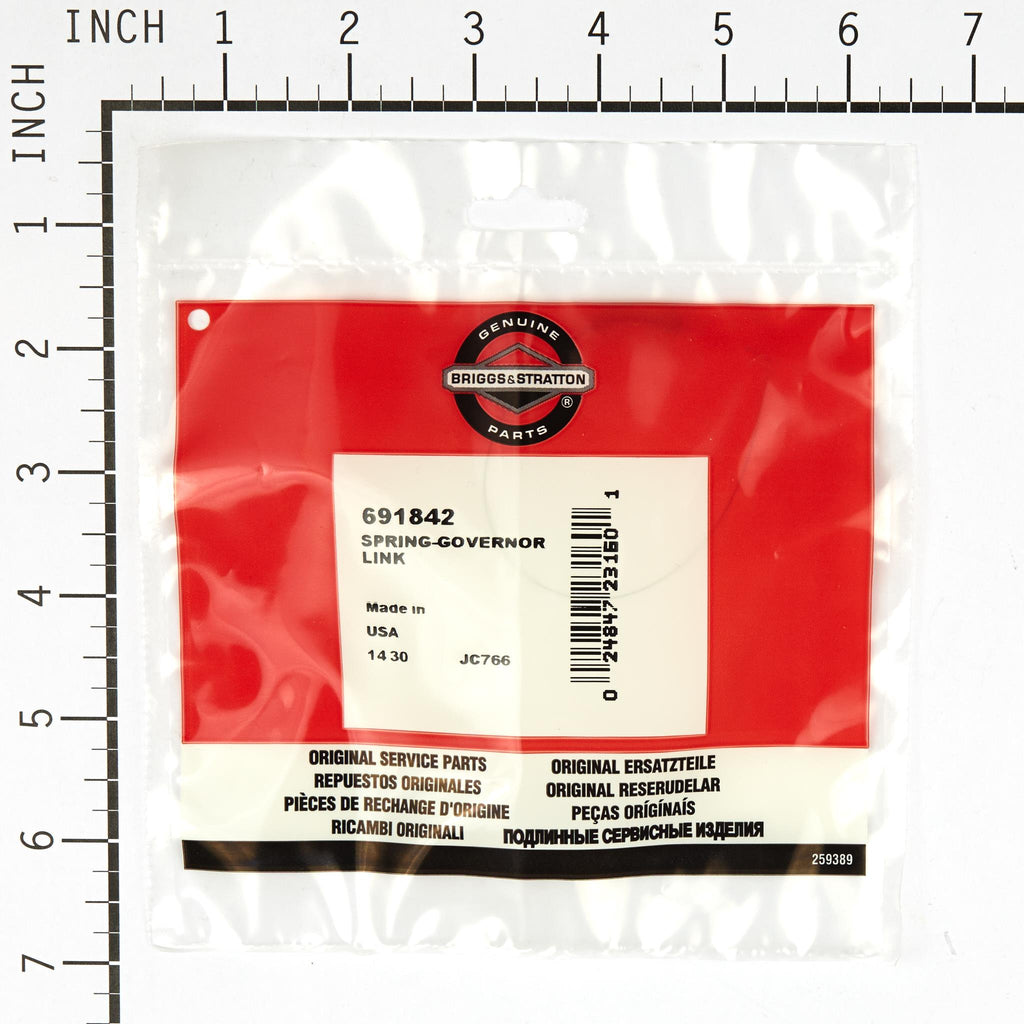 INCH 1 2 3 4 5 6 7
INCH 1 2 3 4 5 6 7
GENUINE
BRIGGS&STRATTON
®
PARTS
691842
SPRING-GOVERNOR
LINK
Made in
USA
14 30 JC766
0 24847 23160 1
ORIGINAL SERVICE PARTS
REPUESTOS ORIGINALES
PIÈCES DE RECHANGE D'ORIGINE
RICAMBI ORIGINALI
ORIGINAL ERSATZTEILE
ORIGINAL RESERUDELAR
PEÇAS ORÍGÍNAÍS
ПОДЛИННЫЕ СЕРВИСНЫЕ ИЗДЕЛИЯ
259389